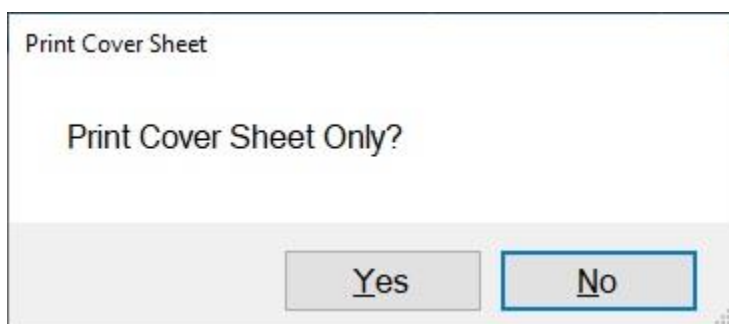 Print Cover Sheet
Print Cover Sheet Only?
Yes No